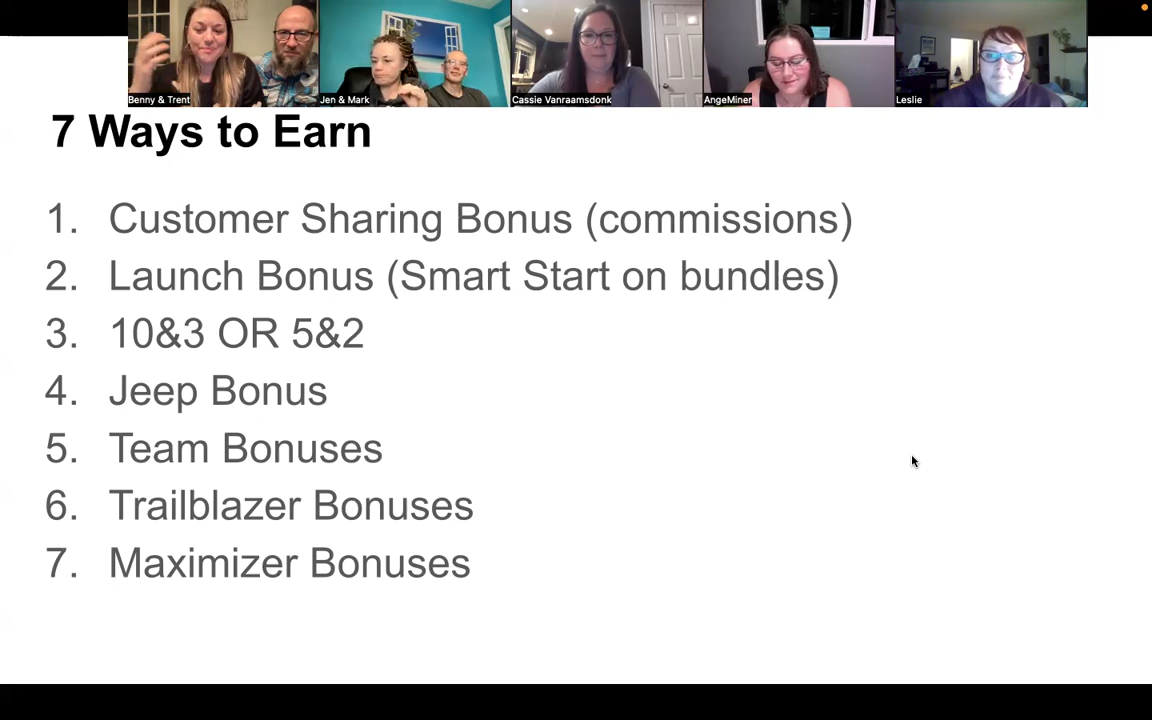 Benny & Trent
Jen & Mark
Cassie Vanraamsdonk
AngeMiner
Leslie
7 Ways to Earn
1. Customer Sharing Bonus (commissions)
2. Launch Bonus (Smart Start on bundles)
3. 10&3 OR 5&2
4. Jeep Bonus
5. Team Bonuses
6. Trailblazer Bonuses
7. Maximizer Bonuses